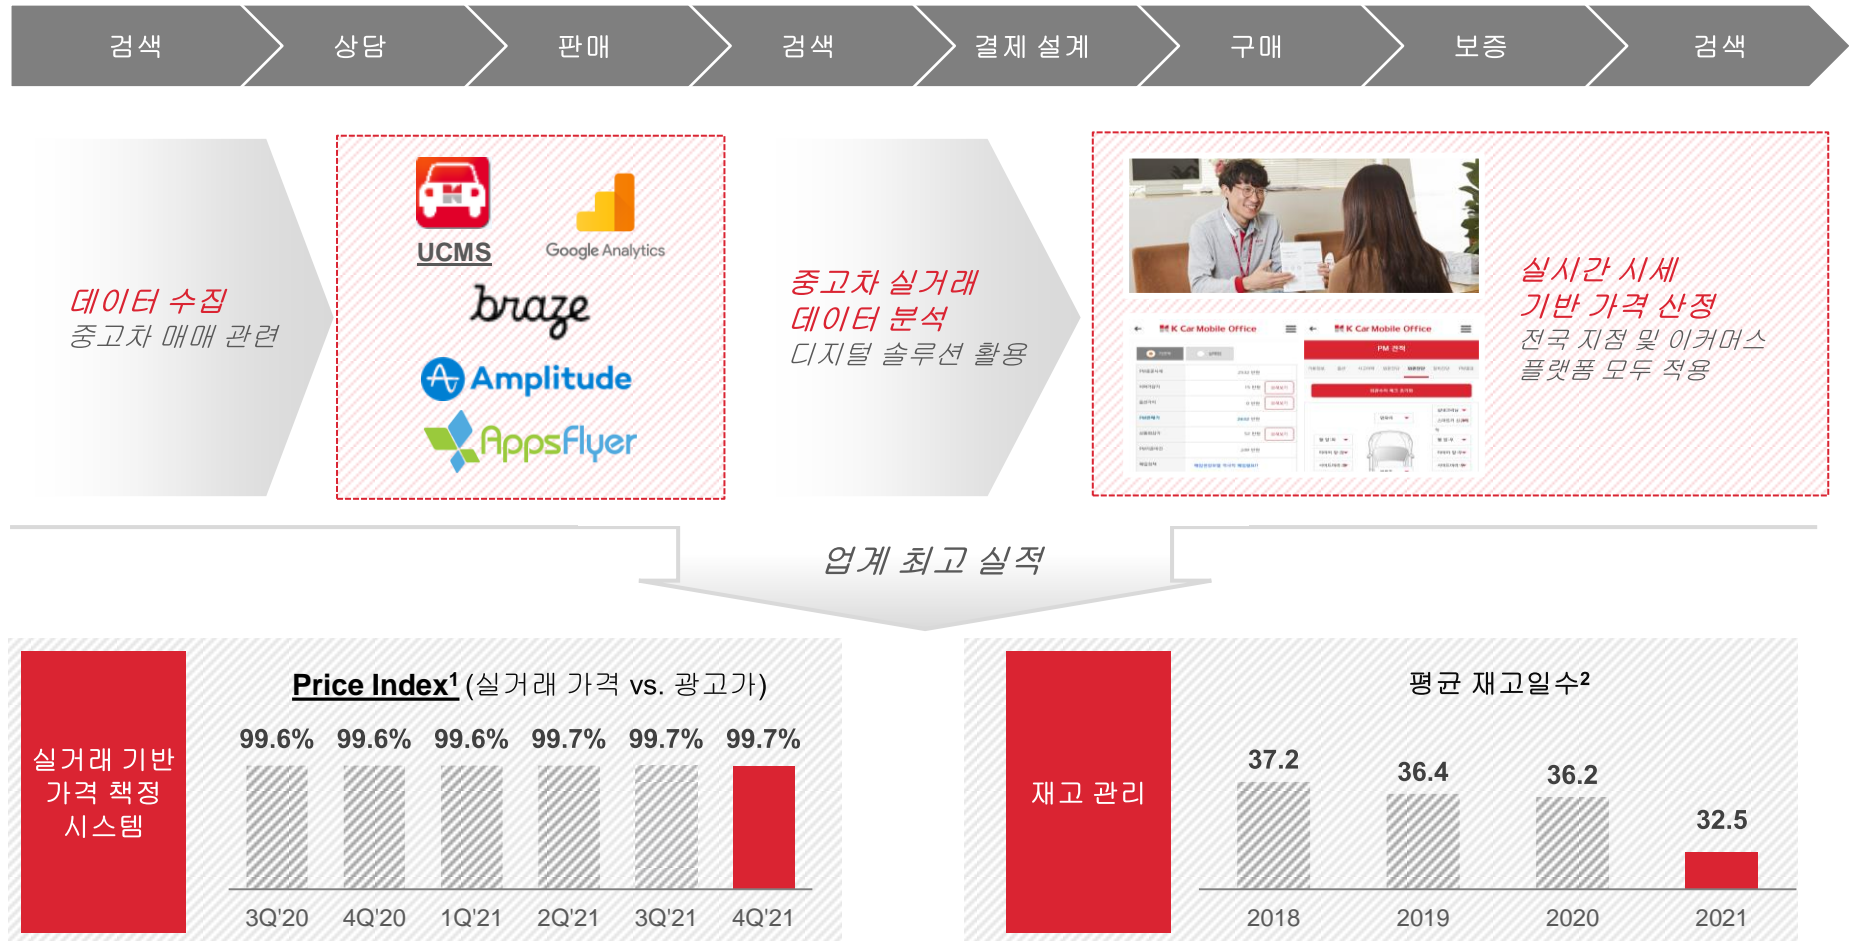 검색
상담
판매
검색
결제 설계
구매
보증
검색
데이터 수집
중고차 매매 관련
UCMS
Google Analytics
braze
Amplitude
AppsFlyer
중고차 실거래
데이터 분석
디지털 솔루션 활용
K Car Mobile Office
K Car Mobile Office
PM 견적
실시간 시세
기반 가격 산정
전국 지점 및 이커머스
플랫폼 모두 적용
업계 최고 실적
실거래 기반
가격 책정
시스템
Price Index1 (실거래 가격 vs. 광고가)
99.6% 99.6% 99.6% 99.7% 99.7% 99.7%
3Q'20 4Q'20 1Q'21 2Q'21 3Q'21 4Q'21
재고 관리
평균 재고일수2
37.2
36.4
36.2
32.5
2018 2019 2020 2021